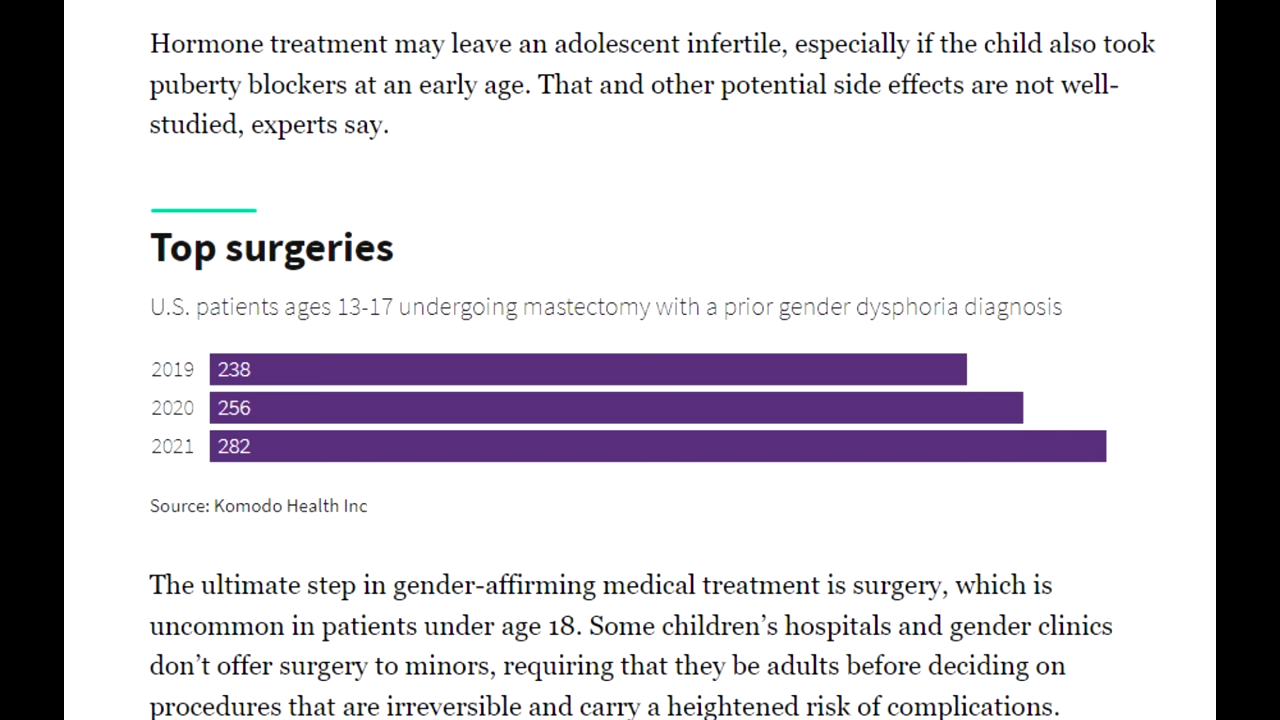 Hormone treatment may leave an adolescent infertile, especially if the child also took
puberty blockers at an early age. That and other potential side effects are not well-
studied, experts say.
Top surgeries
U.S. patients ages 13-17 undergoing mastectomy with a prior gender dysphoria diagnosis
2019 238
2020 256
2021 282
Source: Komodo Health Inc
The ultimate step in gender-affirming medical treatment is surgery, which is
uncommon in patients under age 18. Some children’s hospitals and gender clinics
don’t offer surgery to minors, requiring that they be adults before deciding on
procedures that are irreversible and carry a heightened risk of complications.